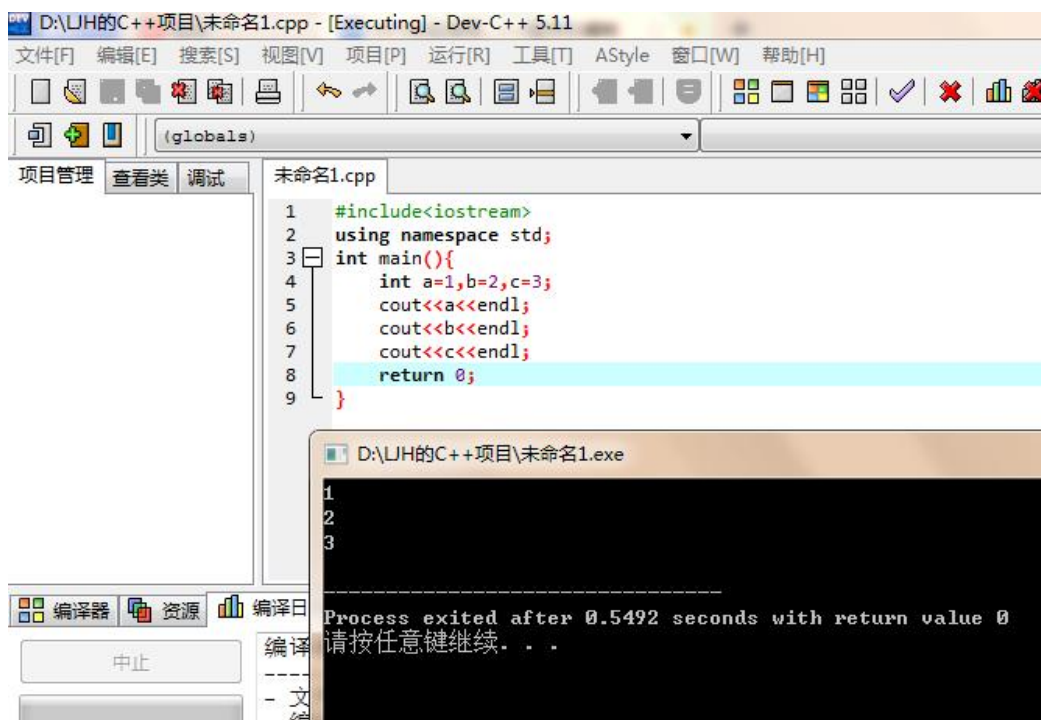 D:\LJH的C++项目\未命名1.cpp - [Executing] - Dev-C++ 5.11
文件[F] 编辑[E] 搜索[S] 视图[V] 项目[P] 运行[R] 工具[T] AStyle 窗口[W] 帮助[H]
(globals)
项目管理 查看类 调试 未命名1.cpp
1 #include<iostream>
2 using namespace std;
3 int main(){
4 int a=1,b=2,c=3;
5 cout<<a<<endl;
6 cout<<b<<endl;
7 cout<<c<<endl;
8 return 0;
9 }
D:\LJH的C++项目\未命名1.exe
1
2
3
--------------------------------
Process exited after 0.5492 seconds with return value 0
请按任意键继续. . .
编译器 资源 编译日
中止
编译
----
- 文